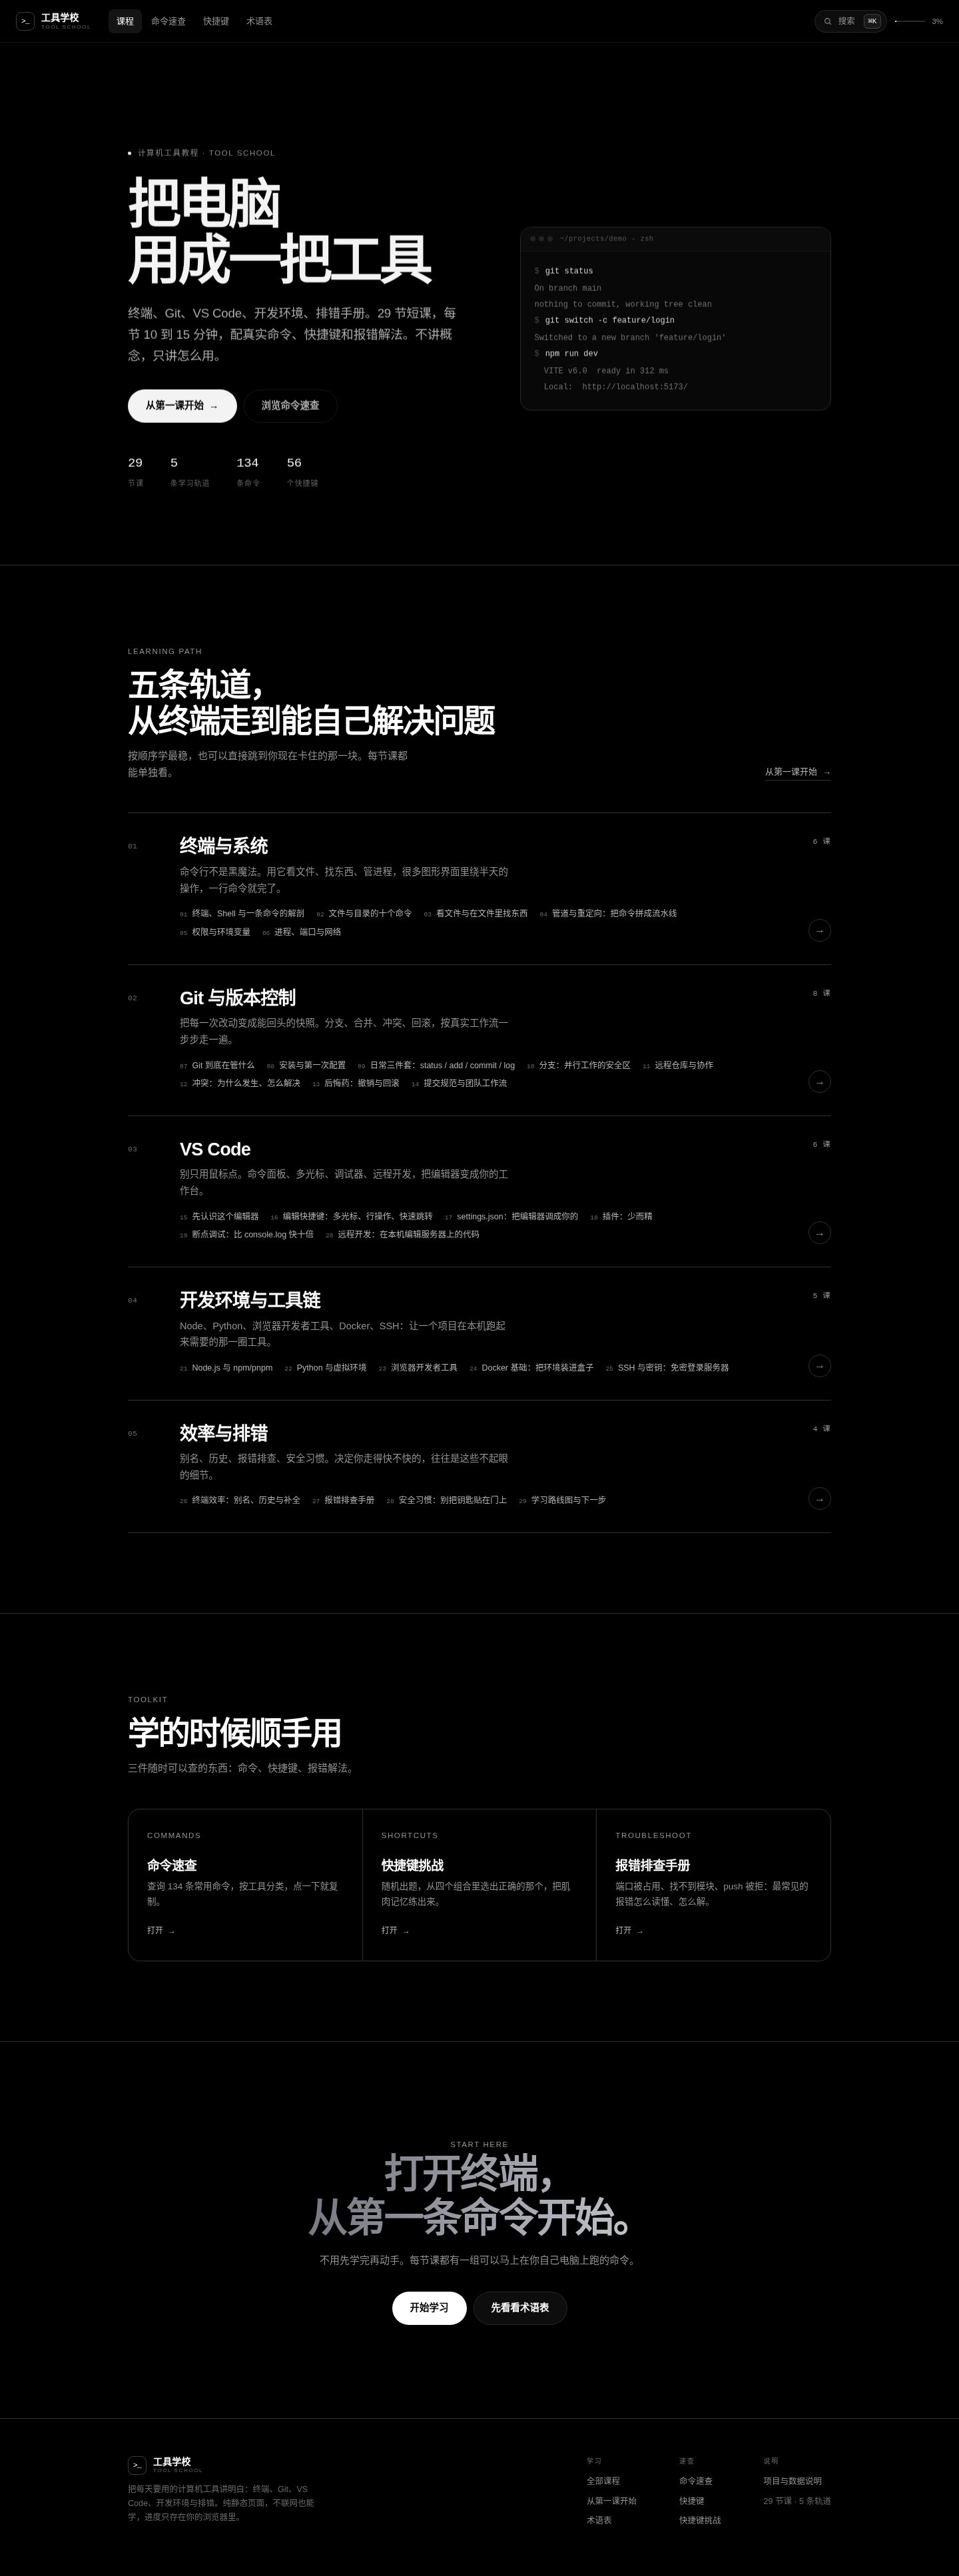 >_ 工具学校
TOOL SCHOOL
课程 命令速查 快捷键 术语表
搜索 ⌘K 3%
计算机工具教程 · TOOL SCHOOL
把电脑
用成一把工具
终端、Git、VS Code、开发环境、排错手册。29 节短课，每
节 10 到 15 分钟，配真实命令、快捷键和报错解法。不讲概
念，只讲怎么用。
从第一课开始 →
浏览命令速查
29 5 134 56
节课 条学习轨道 条命令 个快捷键
~/projects/demo - zsh
$ git status
On branch main
nothing to commit, working tree clean
$ git switch -c feature/login
Switched to a new branch 'feature/login'
$ npm run dev
VITE v6.0 ready in 312 ms
Local: http://localhost:5173/
LEARNING PATH
五条轨道，
从终端走到能自己解决问题
按顺序学最稳，也可以直接跳到你现在卡住的那一块。每节课都
能单独看。
从第一课开始 →
01 终端与系统 6 课
命令行不是黑魔法。用它看文件、找东西、管进程，很多图形界面里绕半天的
操作，一行命令就完了。
01 终端、Shell 与一条命令的解剖 02 文件与目录的十个命令 03 看文件与在文件里找东西 04 管道与重定向：把命令拼成流水线
05 权限与环境变量 06 进程、端口与网络
→
02 Git 与版本控制 8 课
把每一次改动变成能回头的快照。分支、合并、冲突、回滚，按真实工作流一
步步走一遍。
07 Git 到底在管什么 08 安装与第一次配置 09 日常三件套：status / add / commit / log 10 分支：并行工作的安全区 11 远程仓库与协作
12 冲突：为什么发生、怎么解决 13 后悔药：撤销与回滚 14 提交规范与团队工作流
→
03 VS Code 6 课
别只用鼠标点。命令面板、多光标、调试器、远程开发，把编辑器变成你的工
作台。
15 先认识这个编辑器 16 编辑快捷键：多光标、行操作、快速跳转 17 settings.json：把编辑器调成你的 18 插件：少而精
19 断点调试：比 console.log 快十倍 20 远程开发：在本机编辑服务器上的代码
→
04 开发环境与工具链 5 课
Node、Python、浏览器开发者工具、Docker、SSH：让一个项目在本机跑起
来需要的那一圈工具。
21 Node.js 与 npm/pnpm 22 Python 与虚拟环境 23 浏览器开发者工具 24 Docker 基础：把环境装进盒子 25 SSH 与密钥：免密登录服务器
→
05 效率与排错 4 课
别名、历史、报错排查、安全习惯。决定你走得快不快的，往往是这些不起眼
的细节。
26 终端效率：别名、历史与补全 27 报错排查手册 28 安全习惯：别把钥匙贴在门上 29 学习路线图与下一步
→
TOOLKIT
学的时候顺手用
三件随时可以查的东西：命令、快捷键、报错解法。
COMMANDS
命令速查
查询 134 条常用命令，按工具分类，点一下就复
制。
打开 →
SHORTCUTS
快捷键挑战
随机出题，从四个组合里选出正确的那个，把肌
肉记忆练出来。
打开 →
TROUBLESHOOT
报错排查手册
端口被占用、找不到模块、push 被拒：最常见的
报错怎么读懂、怎么解。
打开 →
START HERE
打开终端，
从第一条命令开始。
不用先学完再动手。每节课都有一组可以马上在你自己电脑上跑的命令。
开始学习
先看看术语表
>_ 工具学校
TOOL SCHOOL
把每天要用的计算机工具讲明白：终端、Git、VS
Code、开发环境与排错。纯静态页面，不联网也能
学，进度只存在你的浏览器里。
学习
全部课程
从第一课开始
术语表
速查
命令速查
快捷键
快捷键挑战
说明
项目与数据说明
29 节课 · 5 条轨道